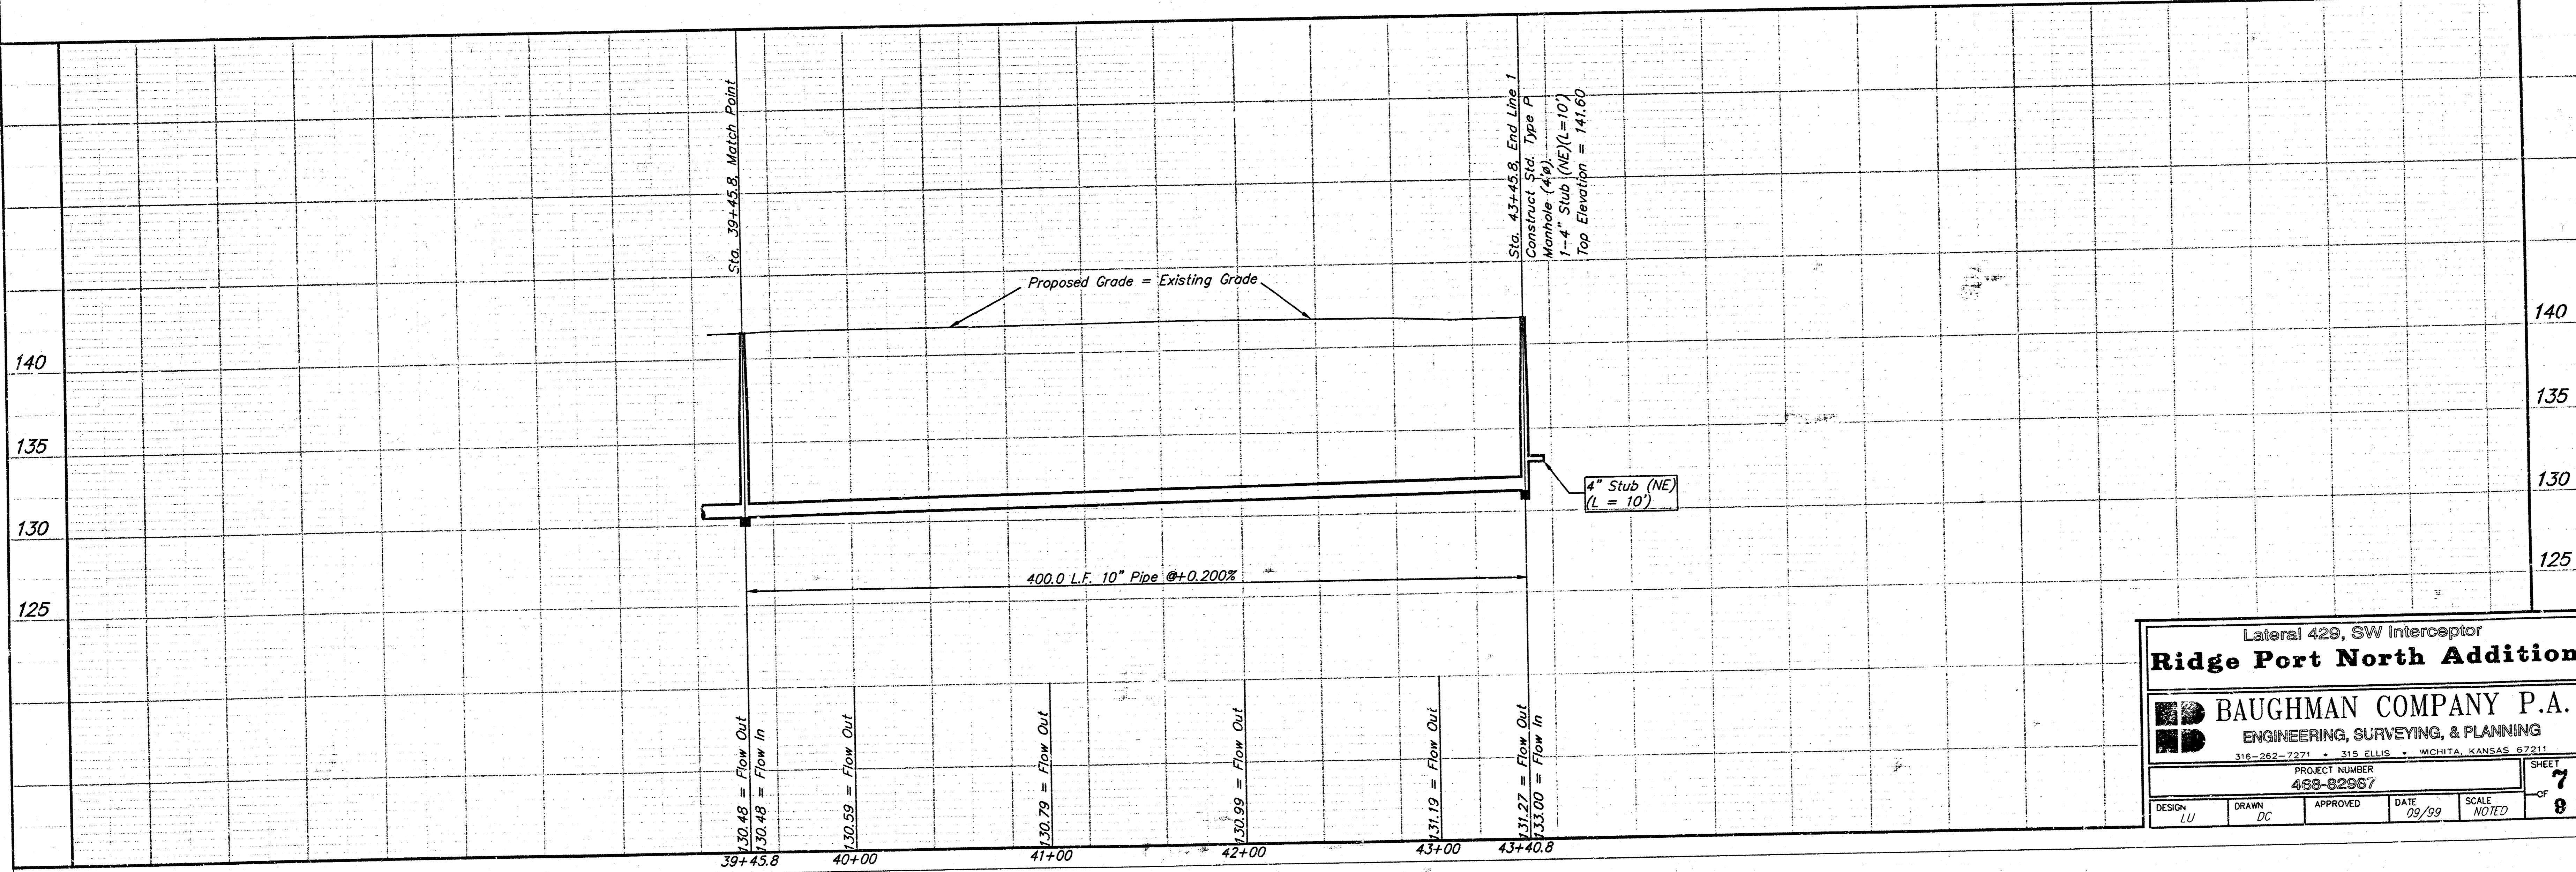 Sta. 39+45.8, Match Point
Sta. 43+45.8, End Line 1
Construct Std. Type P
Manhole (4'ø).
1-4" Stub (NE)(L=10')
Top Elevation = 141.60
Proposed Grade = Existing Grade
140
135
130
125
140
135
130
125
4" Stub (NE)
(L = 10')
400.0 L.F. 10" Pipe @+0.200%
130.48 = Flow Out
130.48 = Flow In
130.59 = Flow Out
130.79 = Flow Out
130.99 = Flow Out
131.19 = Flow Out
131.27 = Flow Out
133.00 = Flow In
39+45.8
40+00
41+00
42+00
43+00
43+40.8
Lateral 429, SW Interceptor
Ridge Port North Addition
BAUGHMAN COMPANY P.A.
ENGINEERING, SURVEYING, & PLANNING
316-262-7271 • 315 ELLIS • WICHITA, KANSAS 67211
PROJECT NUMBER
468-82967
SHEET
7
OF
9
DESIGN
LU
DRAWN
DC
APPROVED
DATE
09/99
SCALE
NOTED